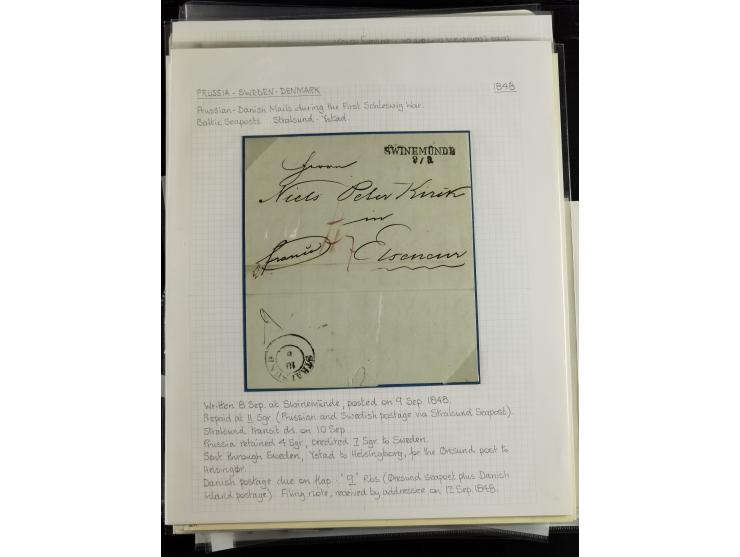 PRUSSIA - SWEDEN - DENMARK
1848
Prussian - Danish Mails during the First Schleswig War.
Baltic Seaposts Stralsund - Ystad.
SWINEMÜNDE
9/9
Herrn
Niels Peter Kirik
in
franco
Elseneur
STRALSUND
10
9
Written 8 Sep. at Swinemünde, posted on 9 Sep. 1848.
Prepaid at 11 Sgr (Prussian and Swedish postage via Stralsund Seapost).
Stralsund transit ds. on 10 Sep.
Prussia retained 4 Sgr, credited 7 Sgr to Sweden.
Sent through Sweden, Ystad to Helsingborg, for the Øresund post to
Helsingør.
Danish postage due on flap: "9" Rbs (Øresund seapost plus Danish
inland postage). Filing note, received by addressee on 12 Sep. 1848.